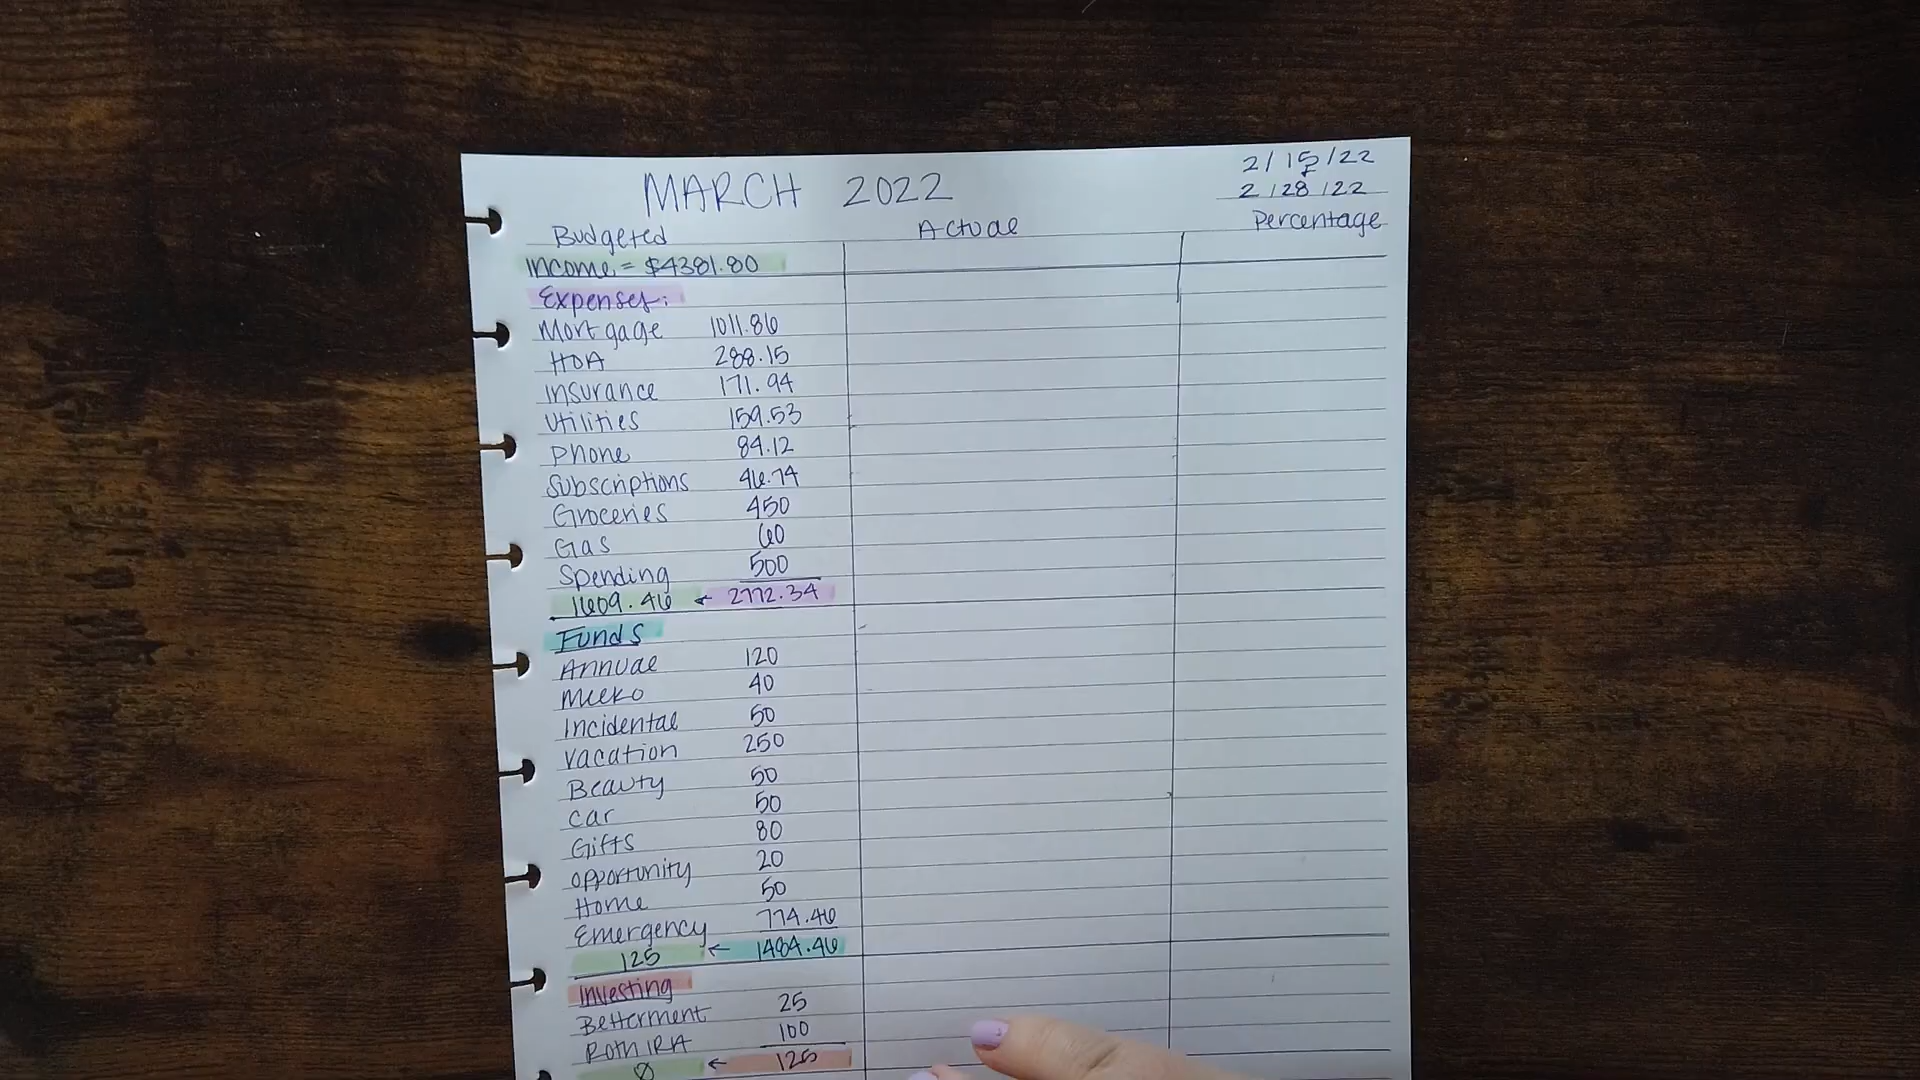 MARCH 2022
2/15/22
2/28/22
Budgeted Actual Percentage
Income = $4381.80
Expenses:
Mortgage 1011.86
HOA 288.15
Insurance 171.94
Utilities 159.53
Phone 84.12
Subscriptions 46.74
Groceries 450
Gas 60
Spending 500
1609.46 ← 2772.34
Funds
Annual 120
Meeko 40
Incidental 50
Vacation 250
Beauty 50
Car 50
Gifts 80
Opportunity 20
Home 50
Emergency 774.46
125 ← 1484.46
Investing
Betterment 25
Roth IRA 100
0 ← 125